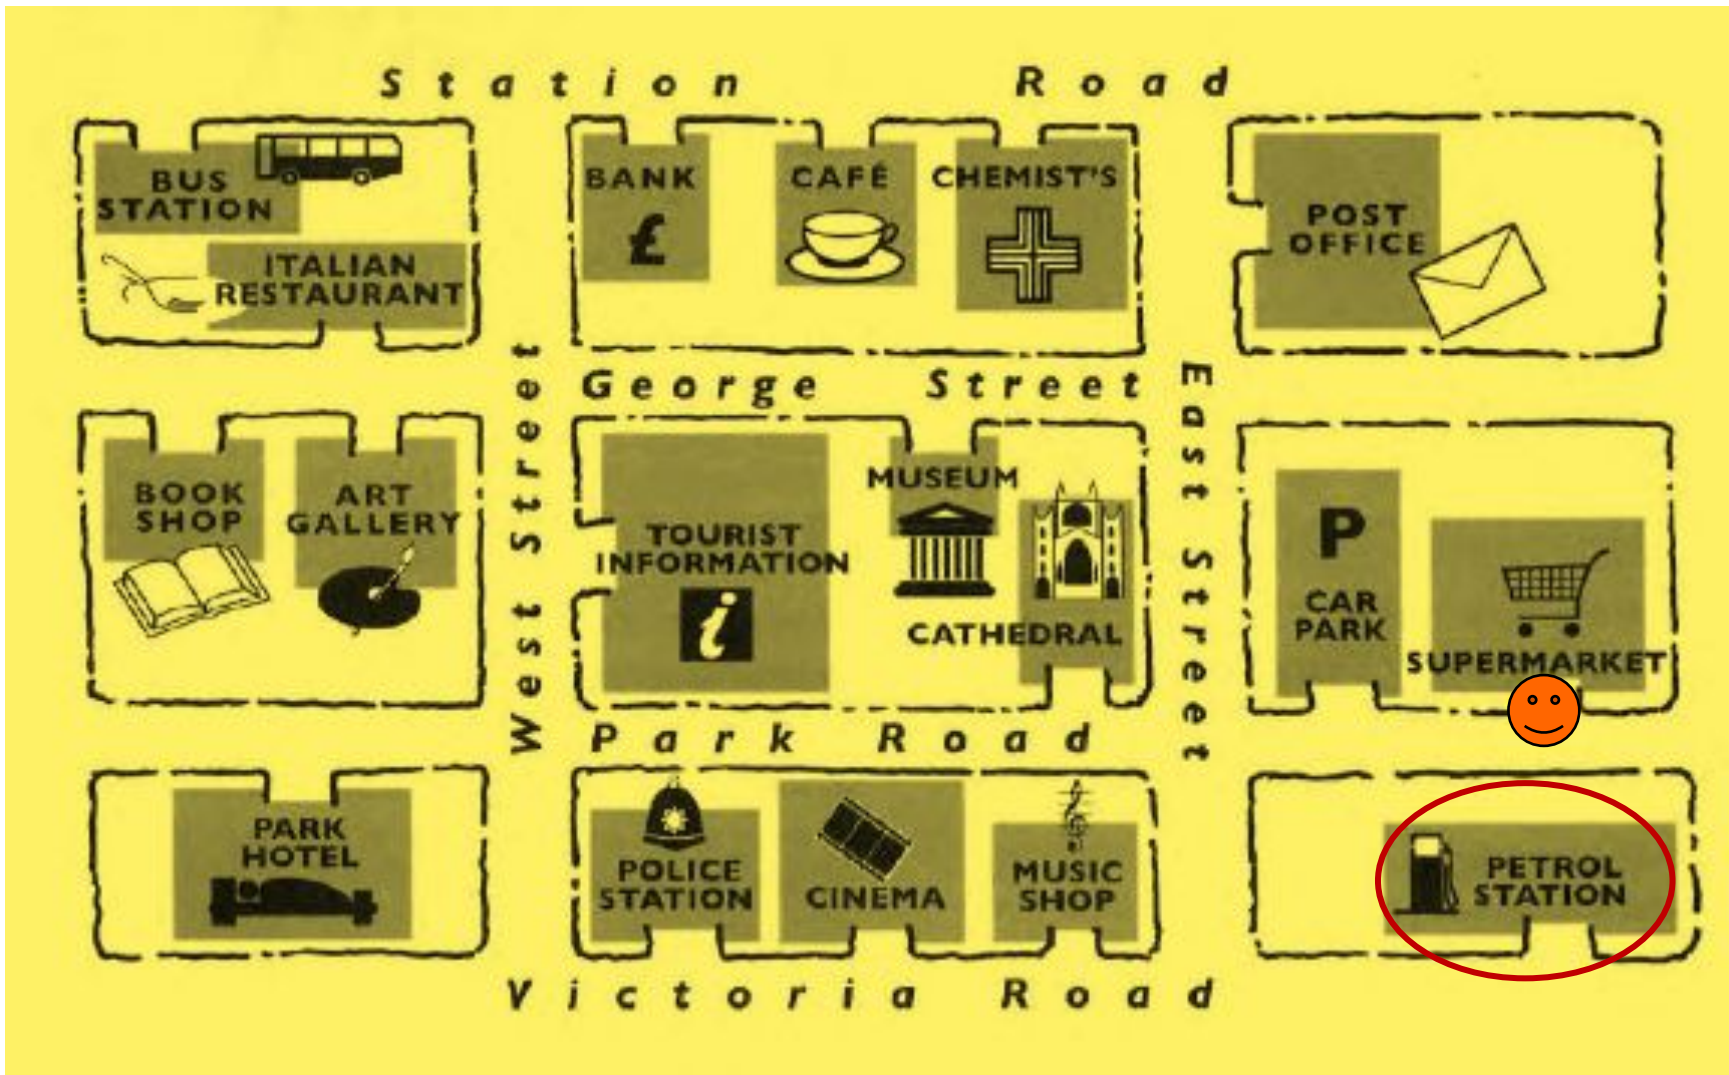 Station Road
BUS
STATION
ITALIAN
RESTAURANT
BANK
£
CAFÉ
CHEMIST'S
POST
OFFICE
West Street
George Street
East Street
BOOK
SHOP
ART
GALLERY
TOURIST
INFORMATION
i
MUSEUM
CATHEDRAL
P
CAR
PARK
SUPERMARKET
Park Road
PARK
HOTEL
POLICE
STATION
CINEMA
MUSIC
SHOP
PETROL
STATION
Victoria Road